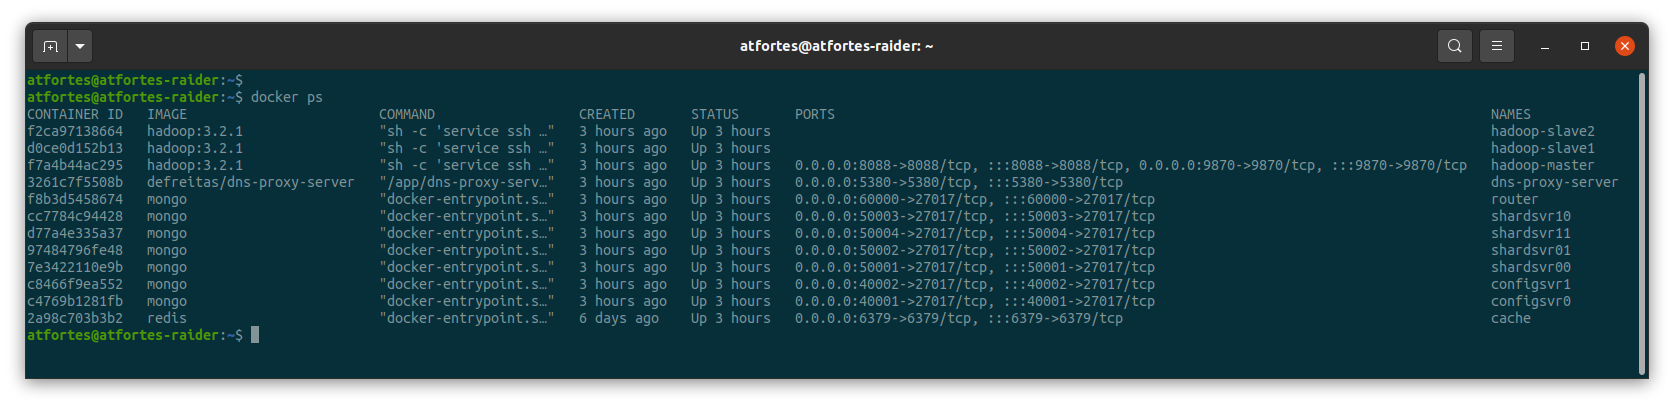 atfortes@atfortes-raider: ~
atfortes@atfortes-raider:~$
atfortes@atfortes-raider:~$ docker ps
CONTAINER ID   IMAGE                        COMMAND                  CREATED       STATUS       PORTS                                                                                  NAMES
f2ca97138664   hadoop:3.2.1                 "sh -c 'service ssh …"   3 hours ago   Up 3 hours                                                                                          hadoop-slave2
d0ce0d152b13   hadoop:3.2.1                 "sh -c 'service ssh …"   3 hours ago   Up 3 hours                                                                                          hadoop-slave1
f7a4b44ac295   hadoop:3.2.1                 "sh -c 'service ssh …"   3 hours ago   Up 3 hours   0.0.0.0:8088->8088/tcp, :::8088->8088/tcp, 0.0.0.0:9870->9870/tcp, :::9870->9870/tcp   hadoop-master
3261c7f5508b   defreitas/dns-proxy-server   "/app/dns-proxy-serv…"   3 hours ago   Up 3 hours   0.0.0.0:5380->5380/tcp, :::5380->5380/tcp                                              dns-proxy-server
f8b3d5458674   mongo                        "docker-entrypoint.s…"   3 hours ago   Up 3 hours   0.0.0.0:60000->27017/tcp, :::60000->27017/tcp                                          router
cc7784c94428   mongo                        "docker-entrypoint.s…"   3 hours ago   Up 3 hours   0.0.0.0:50003->27017/tcp, :::50003->27017/tcp                                          shardsvr10
d77a4e335a37   mongo                        "docker-entrypoint.s…"   3 hours ago   Up 3 hours   0.0.0.0:50004->27017/tcp, :::50004->27017/tcp                                          shardsvr11
97484796fe48   mongo                        "docker-entrypoint.s…"   3 hours ago   Up 3 hours   0.0.0.0:50002->27017/tcp, :::50002->27017/tcp                                          shardsvr01
7e3422110e9b   mongo                        "docker-entrypoint.s…"   3 hours ago   Up 3 hours   0.0.0.0:50001->27017/tcp, :::50001->27017/tcp                                          shardsvr00
c8466f9ea552   mongo                        "docker-entrypoint.s…"   3 hours ago   Up 3 hours   0.0.0.0:40002->27017/tcp, :::40002->27017/tcp                                          configsvr1
c4769b1281fb   mongo                        "docker-entrypoint.s…"   3 hours ago   Up 3 hours   0.0.0.0:40001->27017/tcp, :::40001->27017/tcp                                          configsvr0
2a98c703b3b2   redis                        "docker-entrypoint.s…"   6 days ago    Up 3 hours   0.0.0.0:6379->6379/tcp, :::6379->6379/tcp                                              cache
atfortes@atfortes-raider:~$